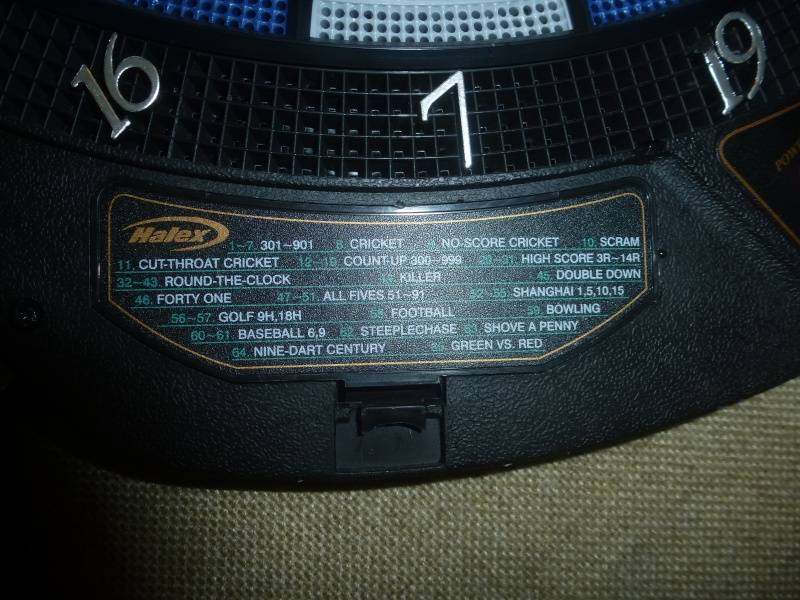 16 7 19
POWE
Halex
1~7. 301~901 8. CRICKET 9. NO-SCORE CRICKET 10. SCRAM
11. CUT-THROAT CRICKET 12~19. COUNT-UP 300~999 HIGH SCORE 3R~14R
32~43. ROUND-THE-CLOCK KILLER 45. DOUBLE DOWN
46. FORTY ONE 47~51. ALL FIVES 51~91 SHANGHAI 1,5,10,15
56~57. GOLF 9H,18H FOOTBALL 59. BOWLING
60~61. BASEBALL 6,9 62. STEEPLECHASE 63. SHOVE A PENNY
64. NINE-DART CENTURY GREEN VS. RED